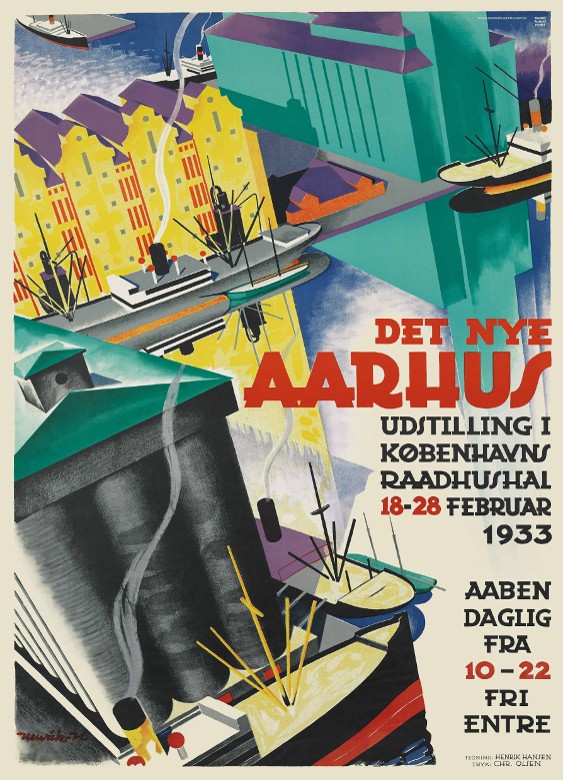 DET NYE
AARHUS
UDSTILLING I
KØBENHAVNS
RAADHUSHAL
18-28 FEBRUAR
1933
AABEN
DAGLIG
FRA
10 – 22
FRI
ENTRE
TEGNING: HENRIK HANSEN
TRYK: CHR. OLSEN